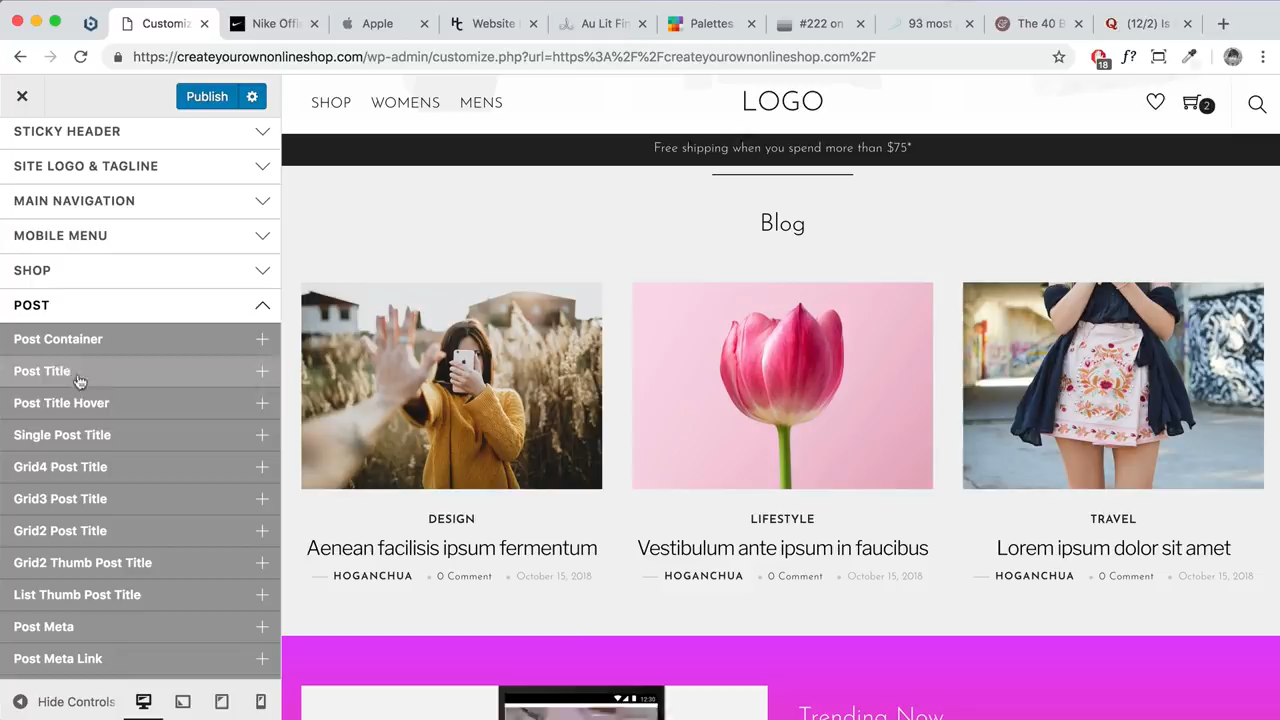 Customiz
Nike Offi
Apple
Website
Au Lit Fin
Palettes
#222 on
93 most
The 40 B
(12/2) Is
https://createyourownonlineshop.com/wp-admin/customize.php?url=https%3A%2F%2Fcreateyourownonlineshop.com%2F
18
f?
Publish
STICKY HEADER
SITE LOGO & TAGLINE
MAIN NAVIGATION
MOBILE MENU
SHOP
POST
Post Container
Post Title
Post Title Hover
Single Post Title
Grid4 Post Title
Grid3 Post Title
Grid2 Post Title
Grid2 Thumb Post Title
List Thumb Post Title
Post Meta
Post Meta Link
Hide Controls
SHOP WOMENS MENS
LOGO
2
Free shipping when you spend more than $75*
Blog
DESIGN
Aenean facilisis ipsum fermentum
HOGANCHUA 0 Comment October 15, 2018
LIFESTYLE
Vestibulum ante ipsum in faucibus
HOGANCHUA 0 Comment October 15, 2018
TRAVEL
Lorem ipsum dolor sit amet
HOGANCHUA 0 Comment October 15, 2018
12:30
Trending Now